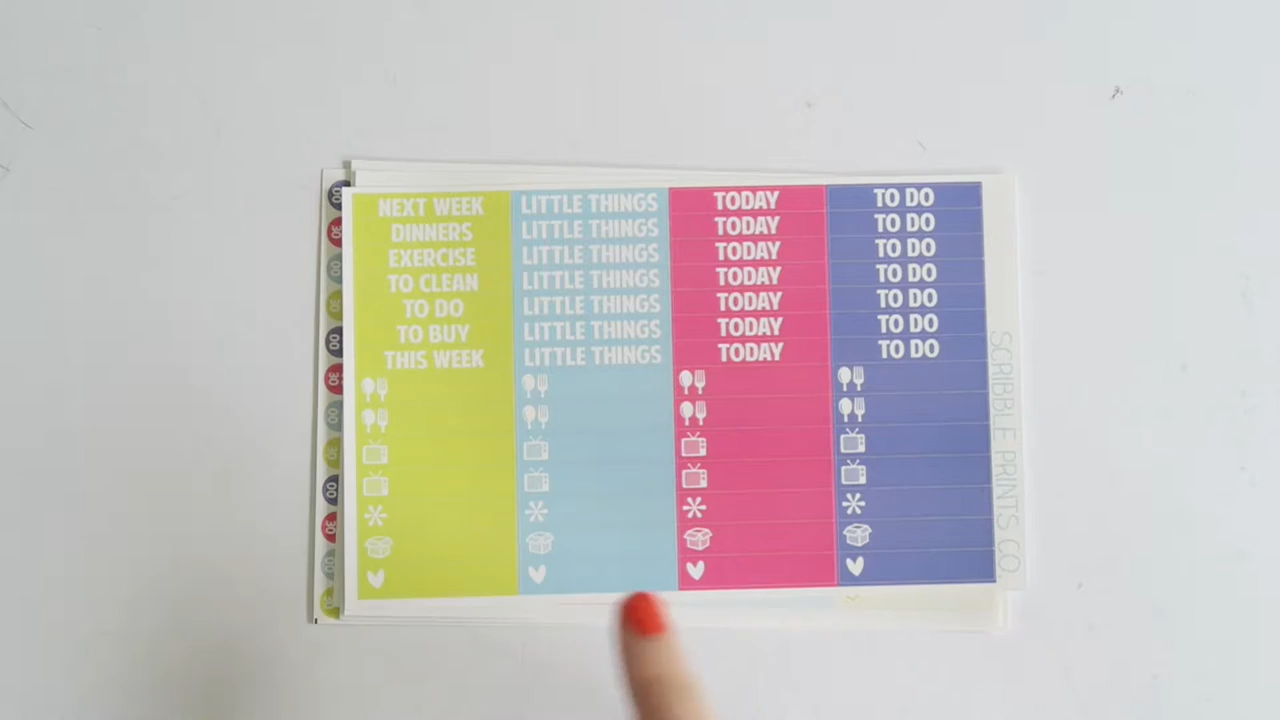 NEXT WEEK
DINNERS
EXERCISE
TO CLEAN
TO DO
TO BUY
THIS WEEK
LITTLE THINGS
LITTLE THINGS
LITTLE THINGS
LITTLE THINGS
LITTLE THINGS
LITTLE THINGS
LITTLE THINGS
TODAY
TODAY
TODAY
TODAY
TODAY
TODAY
TODAY
TO DO
TO DO
TO DO
TO DO
TO DO
TO DO
TO DO
SCRIBBLE PRINTS CO